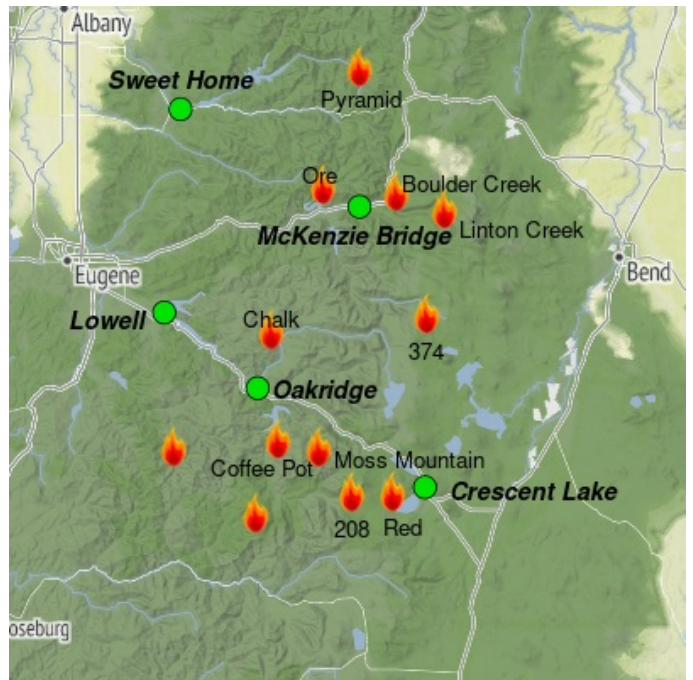 Albany
Sweet Home
Pyramid
Ore
Boulder Creek
McKenzie Bridge
Linton Creek
Eugene
Bend
Lowell
Chalk
374
Oakridge
Coffee Pot
Moss Mountain
Crescent Lake
208
Red
oseburg